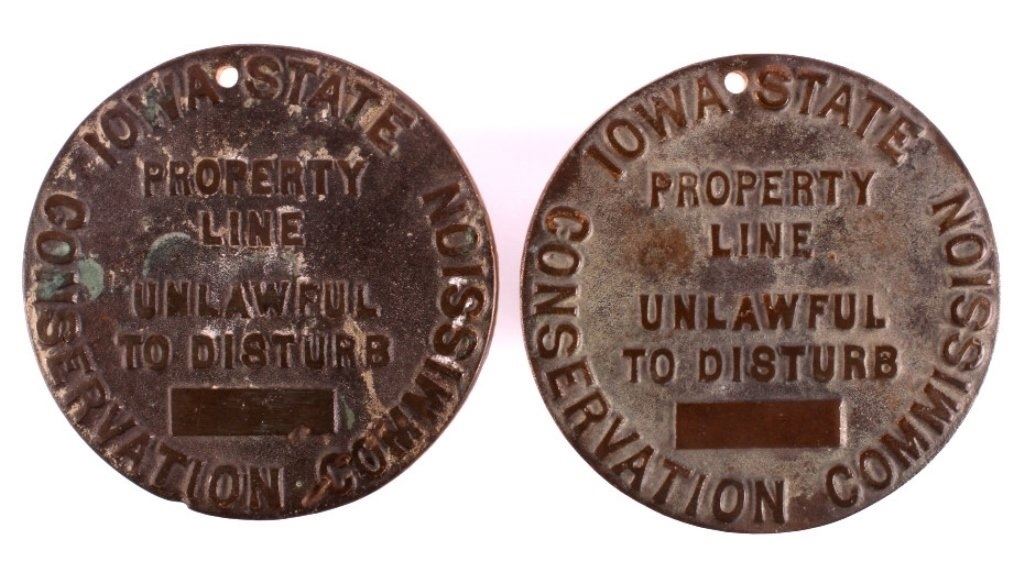 IOWA STATE
CONSERVATION COMMISSION
PROPERTY
LINE
UNLAWFUL
TO DISTURB
IOWA STATE
CONSERVATION COMMISSION
PROPERTY
LINE
UNLAWFUL
TO DISTURB